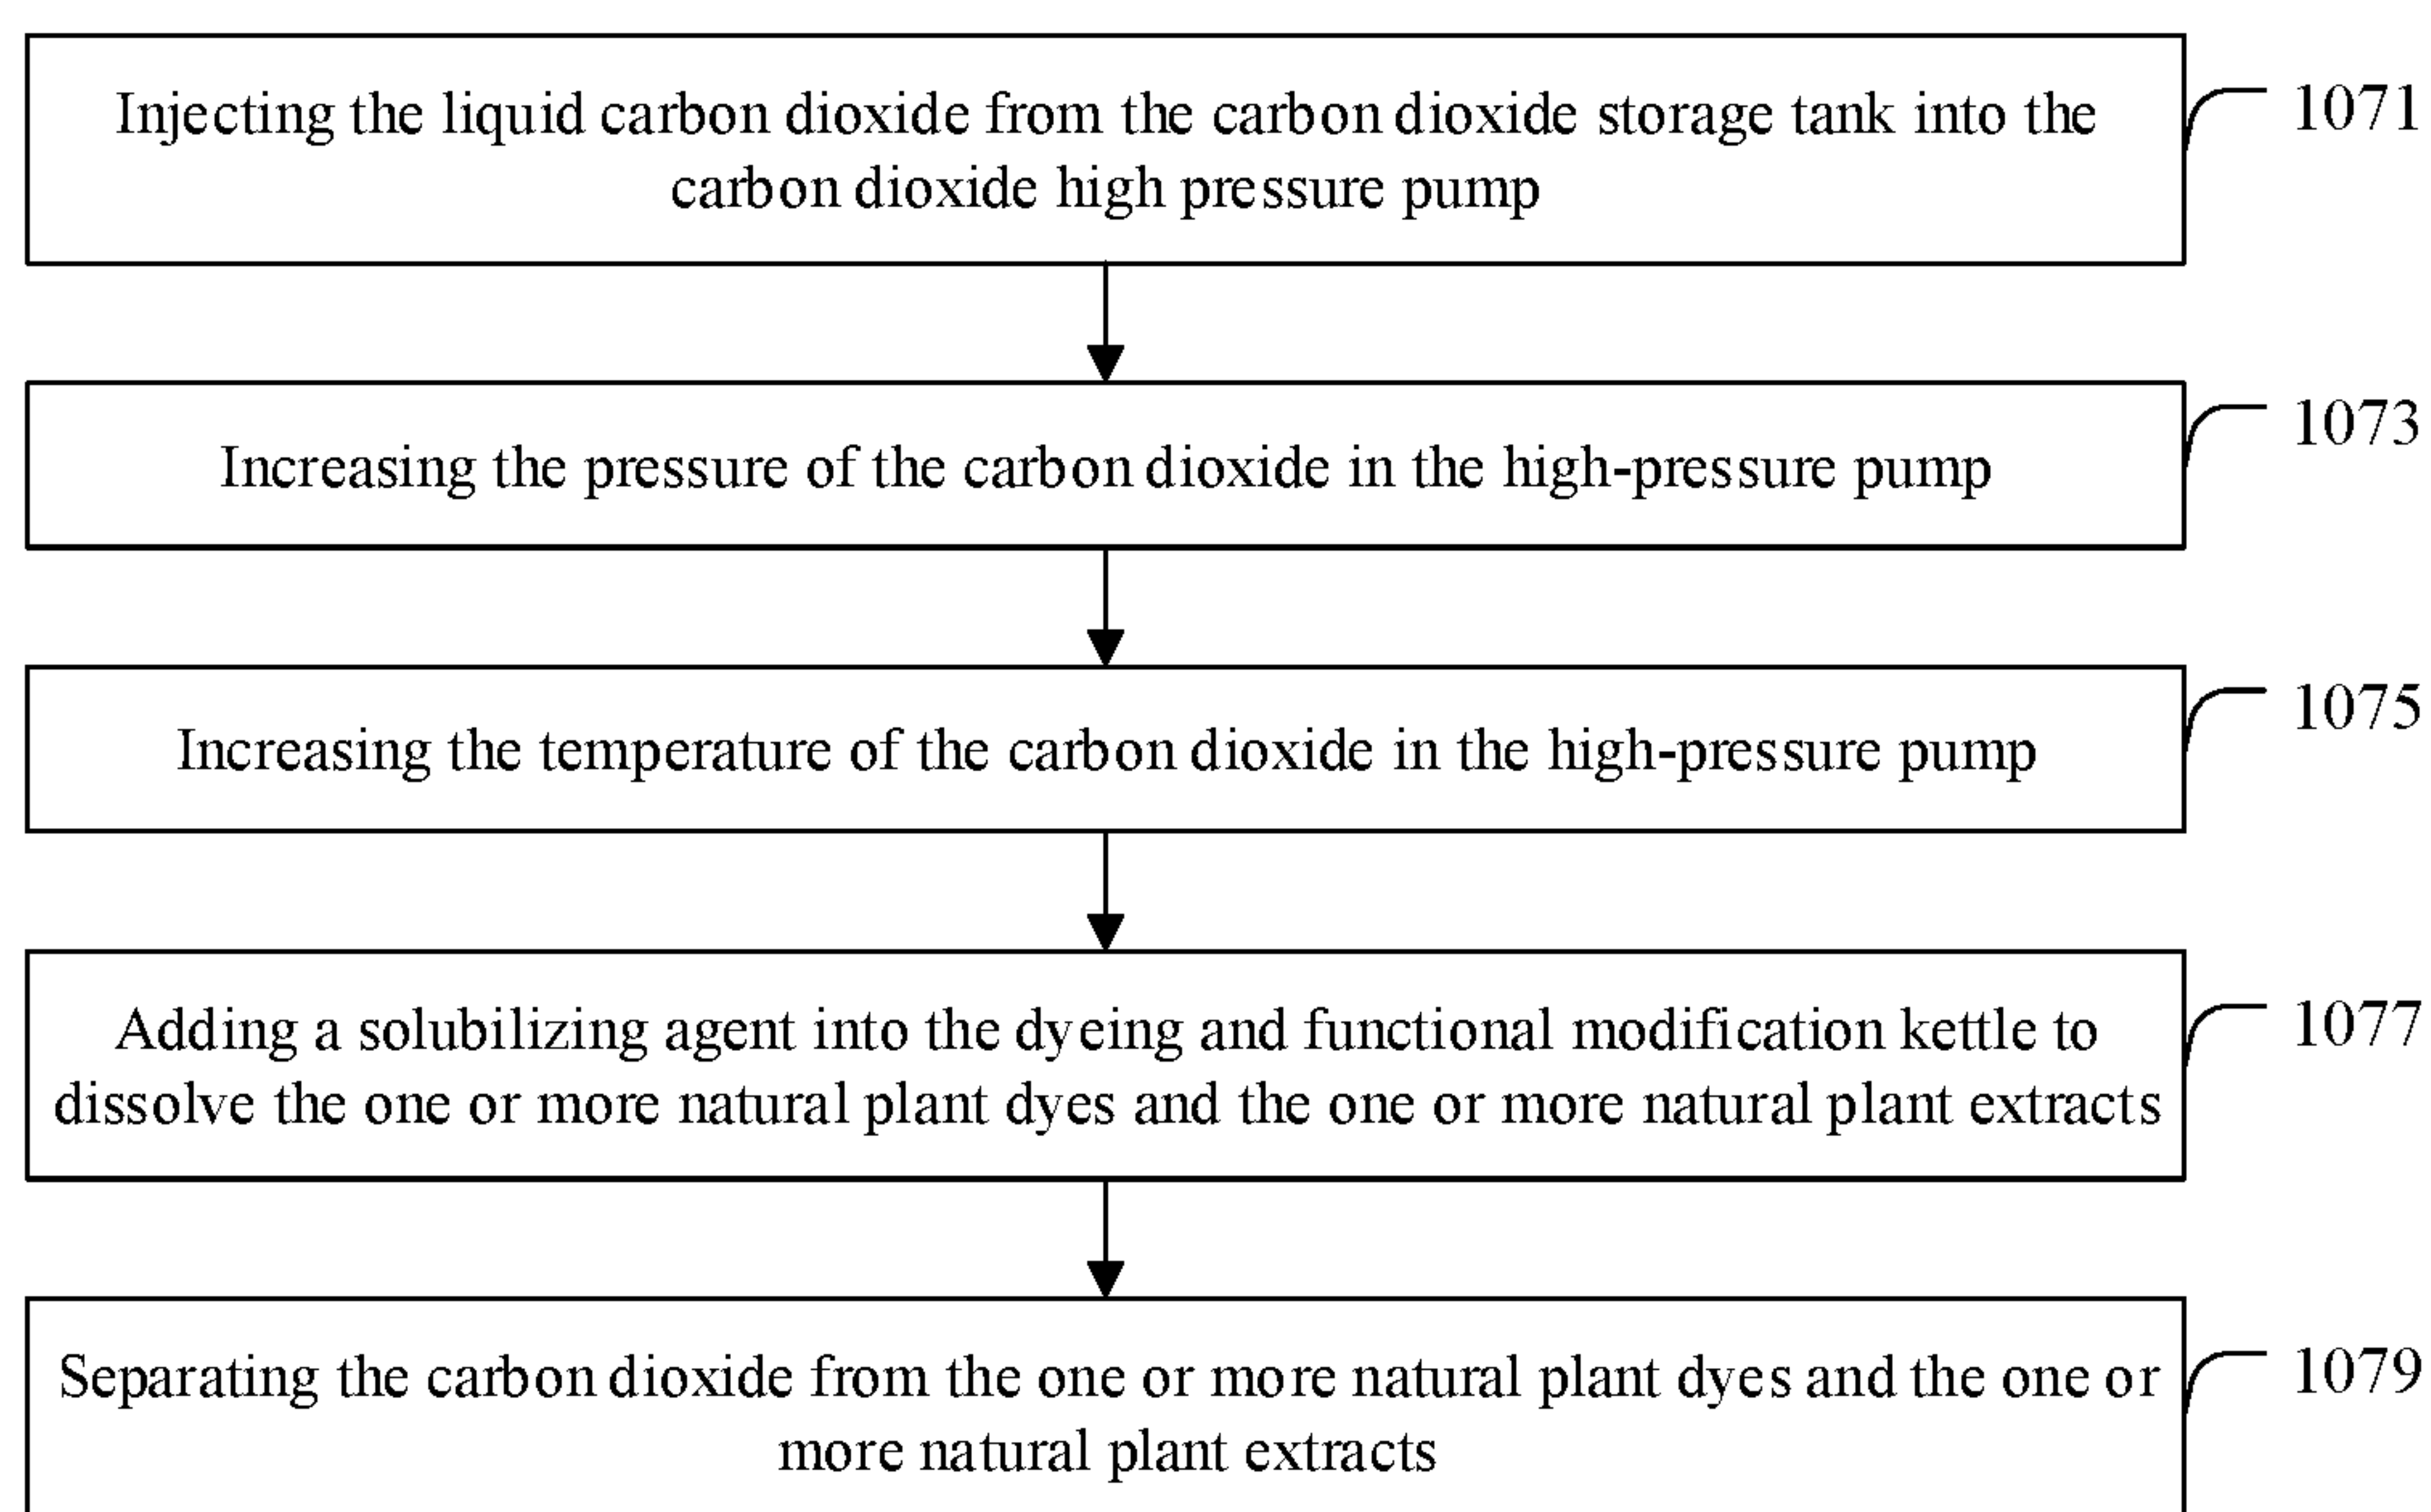 Injecting the liquid carbon dioxide from the carbon dioxide storage tank into the
carbon dioxide high pressure pump
1071
Increasing the pressure of the carbon dioxide in the high-pressure pump
1073
Increasing the temperature of the carbon dioxide in the high-pressure pump
1075
Adding a solubilizing agent into the dyeing and functional modification kettle to
dissolve the one or more natural plant dyes and the one or more natural plant extracts
1077
Separating the carbon dioxide from the one or more natural plant dyes and the one or
more natural plant extracts
1079